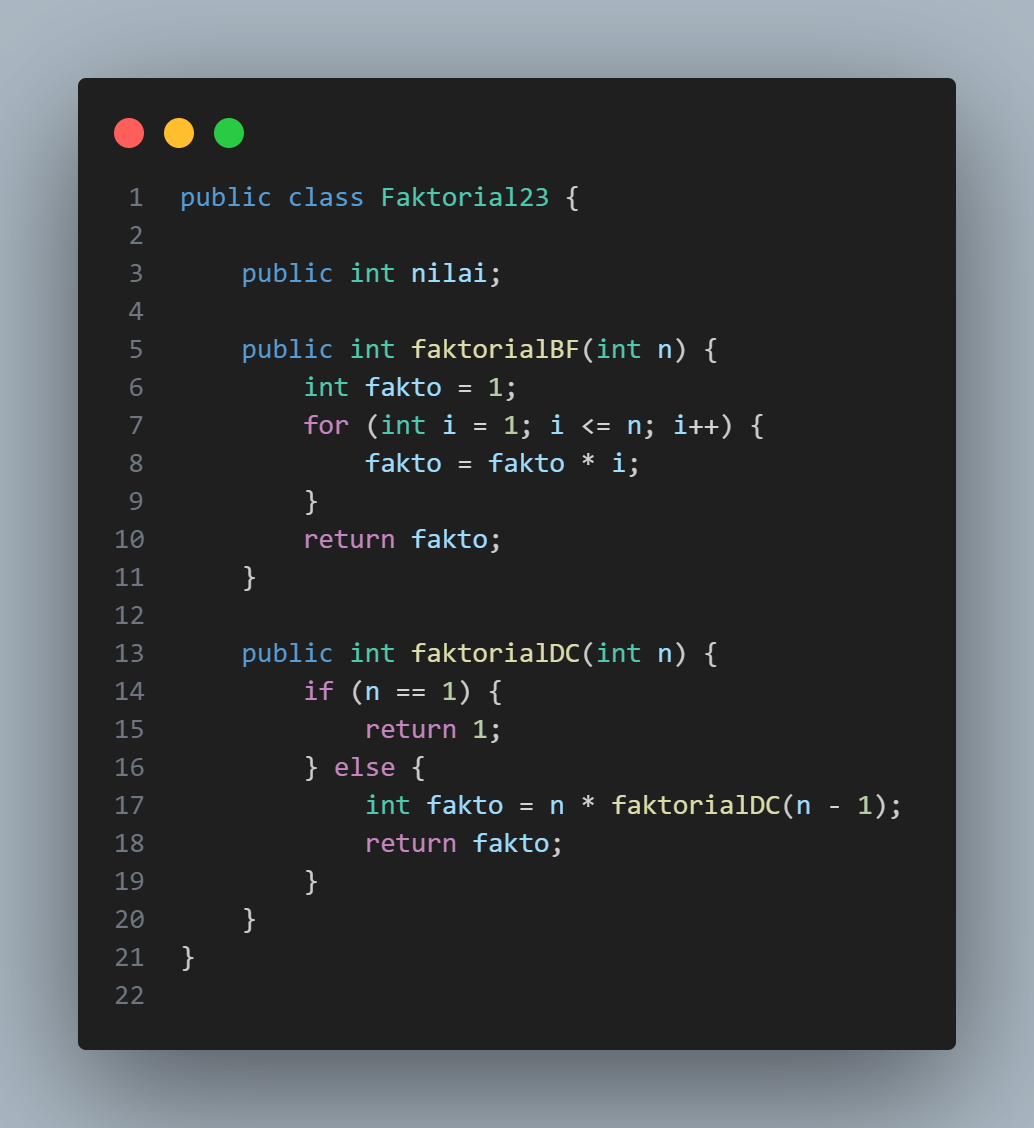 1 public class Faktorial23 {
2
3     public int nilai;
4
5     public int faktorialBF(int n) {
6         int fakto = 1;
7         for (int i = 1; i <= n; i++) {
8             fakto = fakto * i;
9         }
10         return fakto;
11     }
12
13     public int faktorialDC(int n) {
14         if (n == 1) {
15             return 1;
16         } else {
17             int fakto = n * faktorialDC(n - 1);
18             return fakto;
19         }
20     }
21 }
22